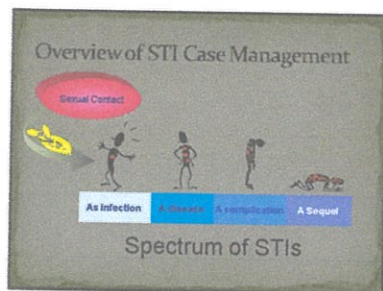 Overview of STI Case Management
Sexual Contact
As Infection A disease A complication A Sequel
Spectrum of STIs